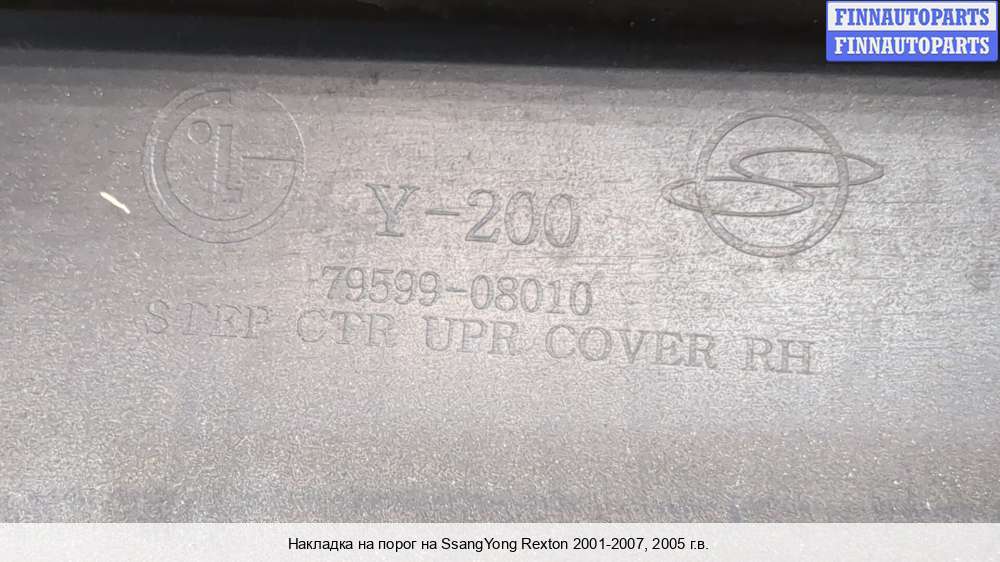 FINNAUTOPARTS
FINNAUTOPARTS
Y-200
79599-08010
STEP CTR UPR COVER RH
Накладка на порог на SsangYong Rexton 2001-2007, 2005 г.в.